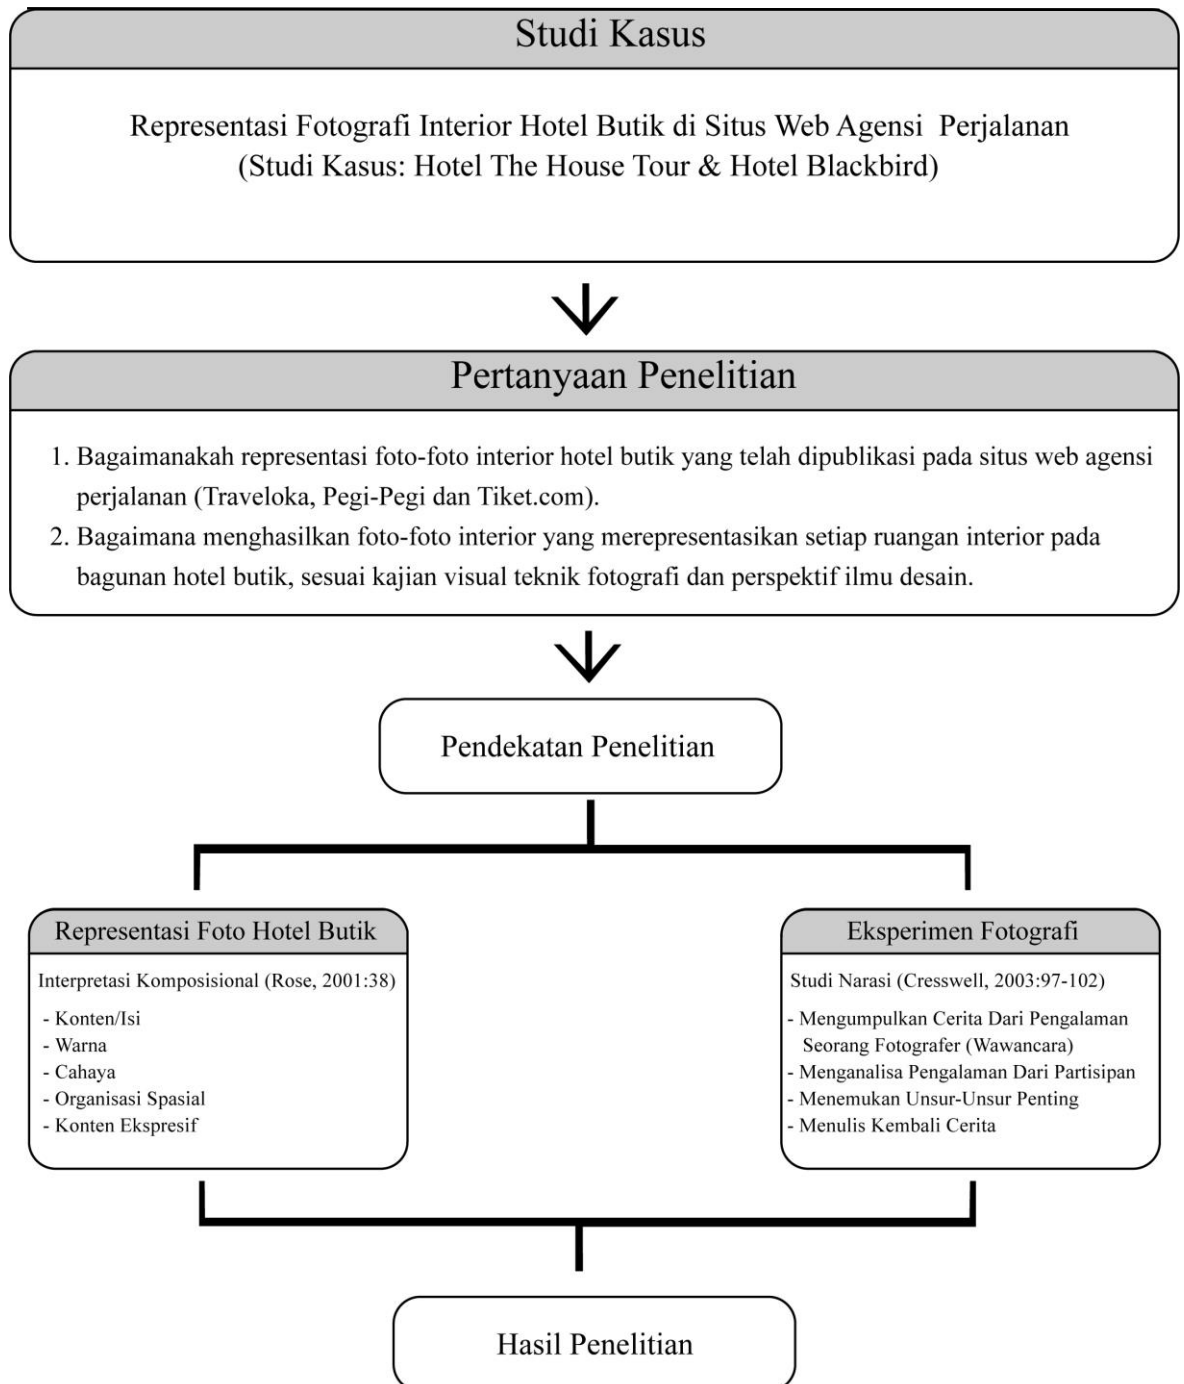 Studi Kasus
Representasi Fotografi Interior Hotel Butik di Situs Web Agensi Perjalanan
(Studi Kasus: Hotel The House Tour & Hotel Blackbird)
Pertanyaan Penelitian
1. Bagaimanakah representasi foto-foto interior hotel butik yang telah dipublikasi pada situs web agensi
perjalanan (Traveloka, Pegi-Pegi dan Tiket.com).
2. Bagaimana menghasilkan foto-foto interior yang merepresentasikan setiap ruangan interior pada
bagunan hotel butik, sesuai kajian visual teknik fotografi dan perspektif ilmu desain.
Pendekatan Penelitian
Representasi Foto Hotel Butik
Interpretasi Komposisional (Rose, 2001:38)
- Konten/Isi
- Warna
- Cahaya
- Organisasi Spasial
- Konten Ekspresif
Eksperimen Fotografi
Studi Narasi (Cresswell, 2003:97-102)
- Mengumpulkan Cerita Dari Pengalaman
Seorang Fotografer (Wawancara)
- Menganalisa Pengalaman Dari Partisipan
- Menemukan Unsur-Unsur Penting
- Menulis Kembali Cerita
Hasil Penelitian